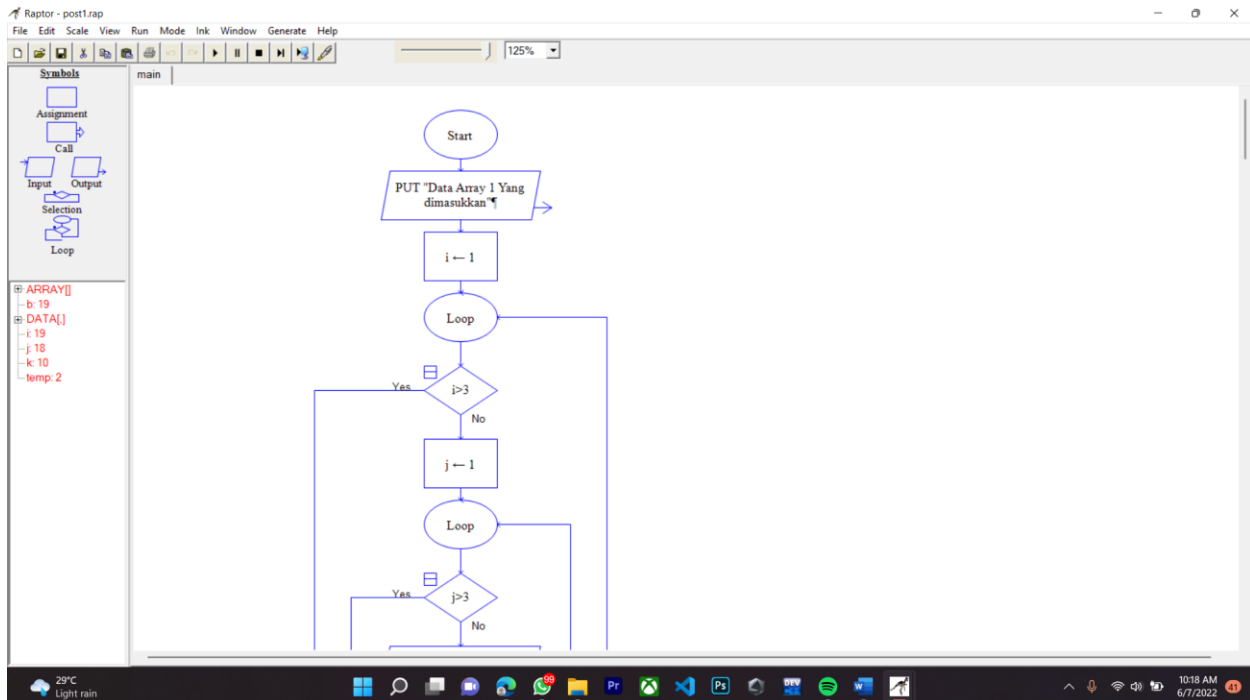 Raptor - post1.rap
File Edit Scale View Run Mode Ink Window Generate Help
125%
Symbols
Assignment
Call
Input Output
Selection
Loop
ARRAY[]
b: 19
DATA[,]
i: 19
j: 18
k: 10
temp: 2
main
Start
PUT "Data Array 1 Yang
dimasukkan"¶
i ← 1
Loop
i>3
Yes
No
j ← 1
Loop
j>3
Yes
No
29°C
Light rain
99
Pr
Ps
DEV
W
10:18 AM
6/7/2022
41